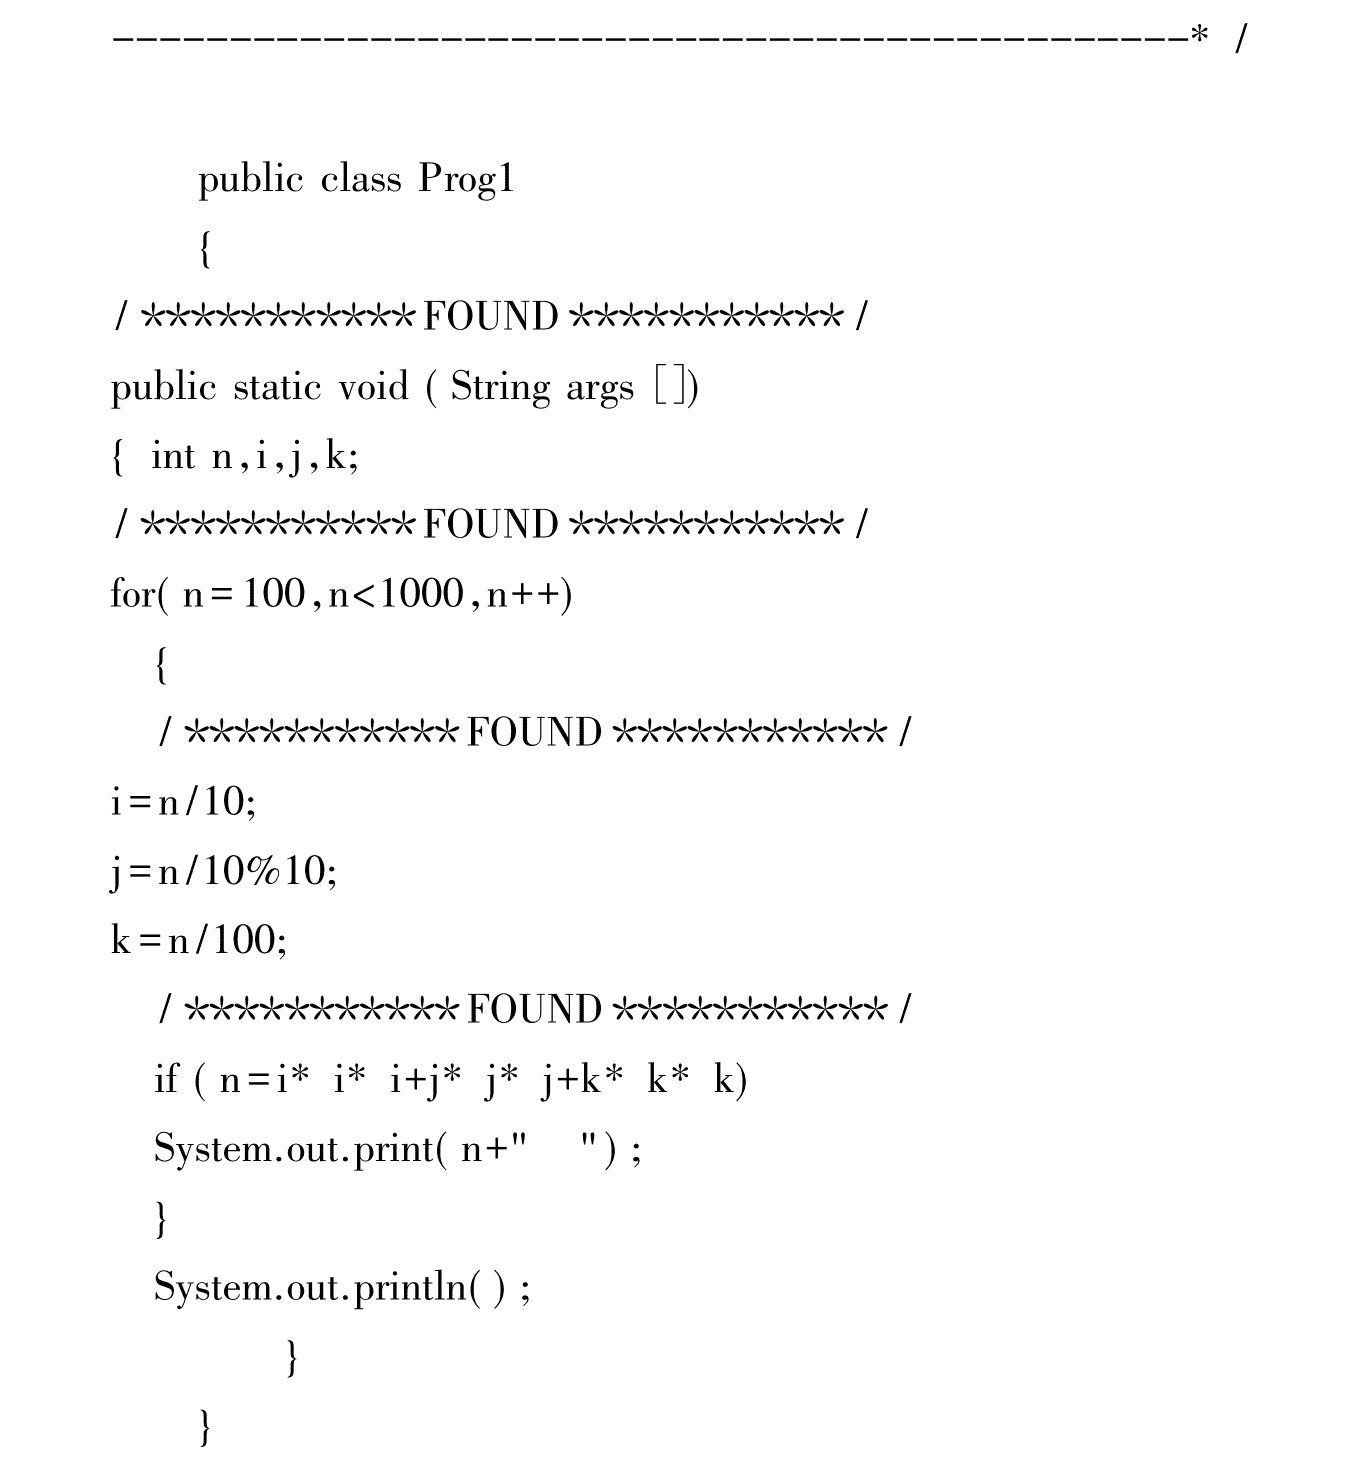 -----------------------------------------------* /
public class Prog1
{
/ ***********FOUND *********** /
public static void ( String args [])
{ int n,i,j,k;
/ ***********FOUND *********** /
for( n=100,n<1000,n++)
{
/ ***********FOUND *********** /
i=n/10;
j=n/10%10;
k=n/100;
/ ***********FOUND *********** /
if ( n=i* i* i+j* j* j+k* k* k)
System.out.print( n+"  ") ;
}
System.out.println( ) ;
}
}